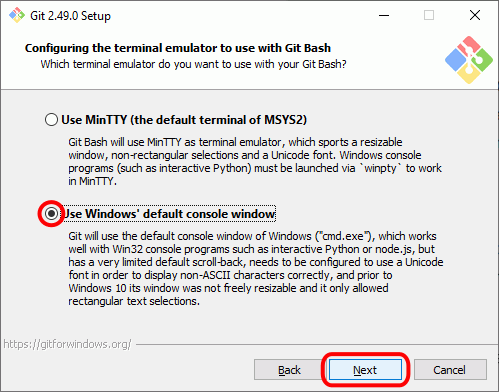 Git 2.49.0 Setup
Configuring the terminal emulator to use with Git Bash
Which terminal emulator do you want to use with your Git Bash?
Use MinTTY (the default terminal of MSYS2)
Git Bash will use MinTTY as terminal emulator, which sports a resizable
window, non-rectangular selections and a Unicode font. Windows console
programs (such as interactive Python) must be launched via `winpty` to work
in MinTTY.
Use Windows' default console window
Git will use the default console window of Windows ("cmd.exe"), which works
well with Win32 console programs such as interactive Python or node.js, but
has a very limited default scroll-back, needs to be configured to use a Unicode
font in order to display non-ASCII characters correctly, and prior to
Windows 10 its window was not freely resizable and it only allowed
rectangular text selections.
https://gitforwindows.org/
Back Next Cancel